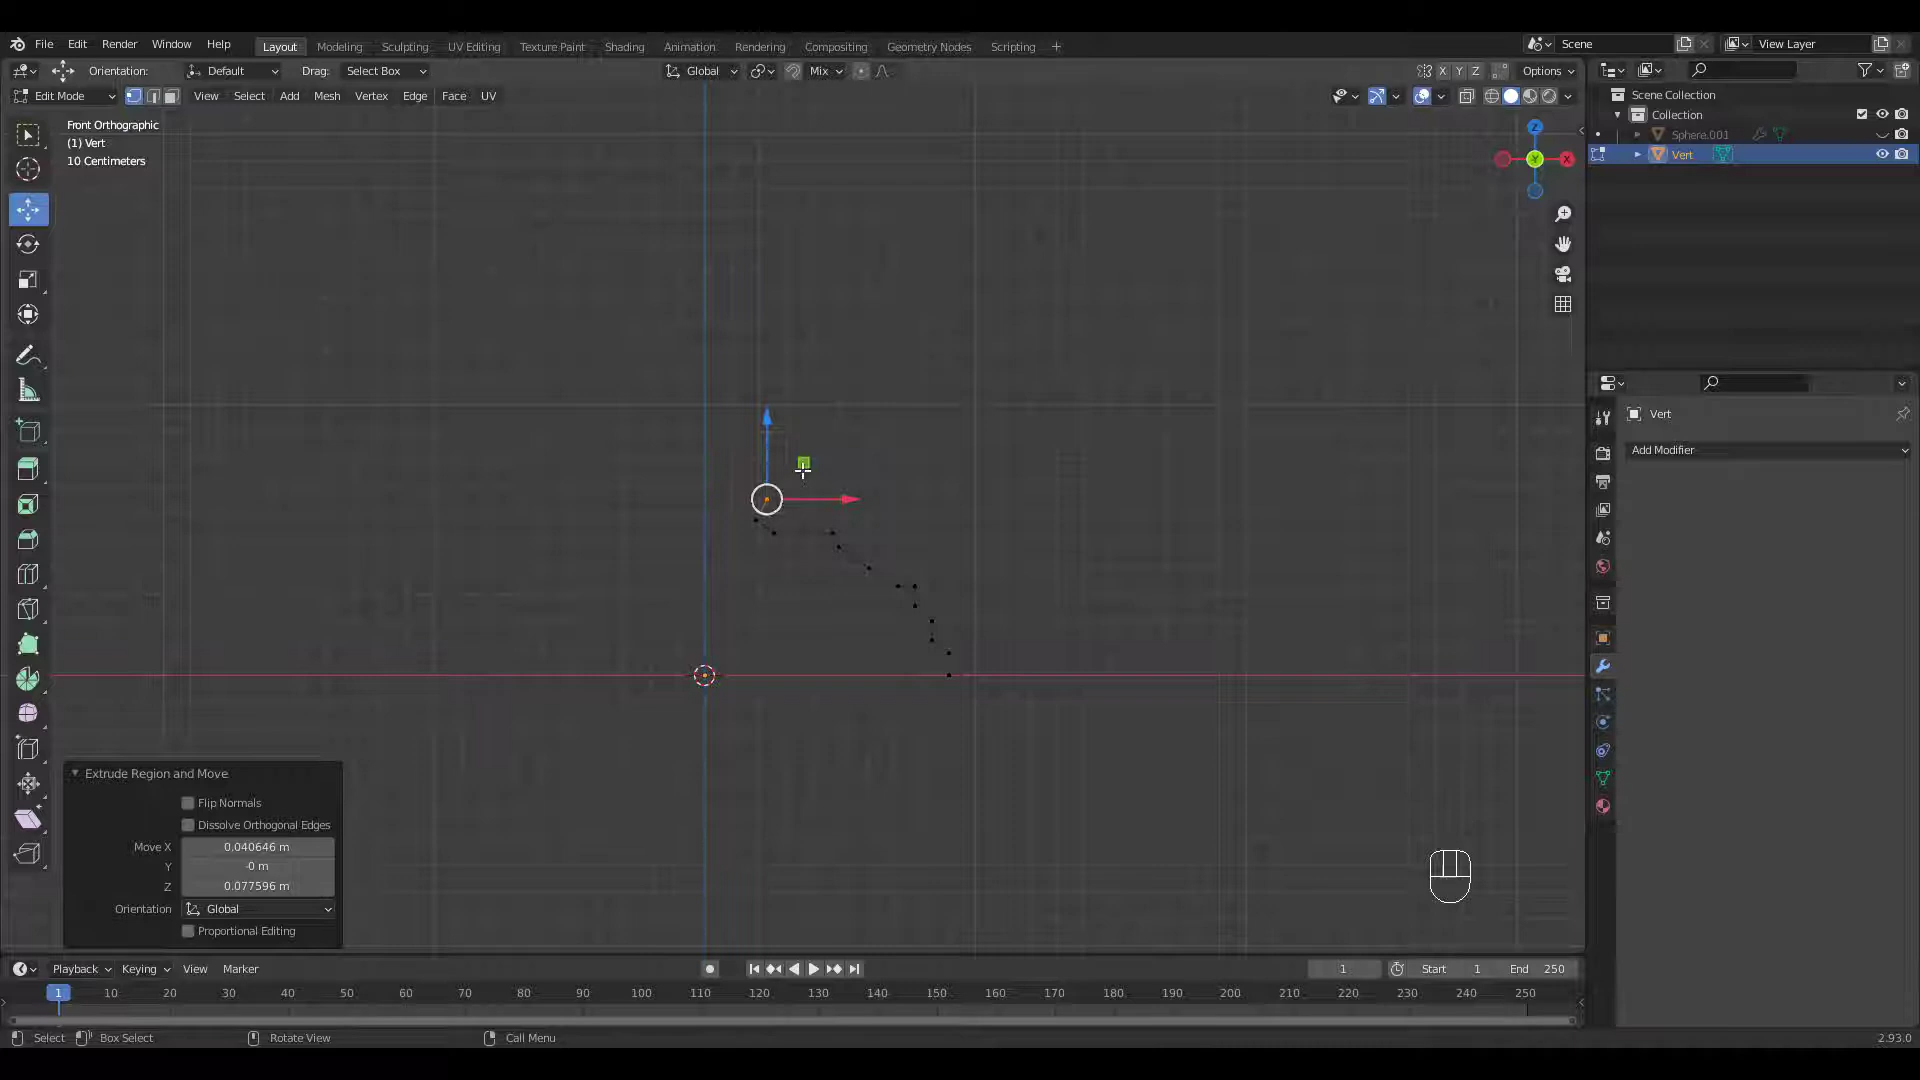 File Edit Render Window Help Layout Modeling Sculpting UV Editing Texture Paint Shading Animation Rendering Compositing Geometry Nodes Scripting + Scene View Layer
Orientation: Default Drag: Select Box Global Mix X Y Z Options
Edit Mode View Select Add Mesh Vertex Edge Face UV
Scene Collection
Collection
Sphere.001
Vert
Front Orthographic
(1) Vert
10 Centimeters
Z
Y
X
Vert
Add Modifier
Extrude Region and Move
Flip Normals
Dissolve Orthogonal Edges
Move X 0.040646 m
Y -0 m
Z 0.077596 m
Orientation Global
Proportional Editing
Playback Keying View Marker 1 Start 1 End 250
1 10 20 30 40 50 60 70 80 90 100 110 120 130 140 150 160 170 180 190 200 210 220 230 240 250
Select Box Select Rotate View Call Menu 2.93.0